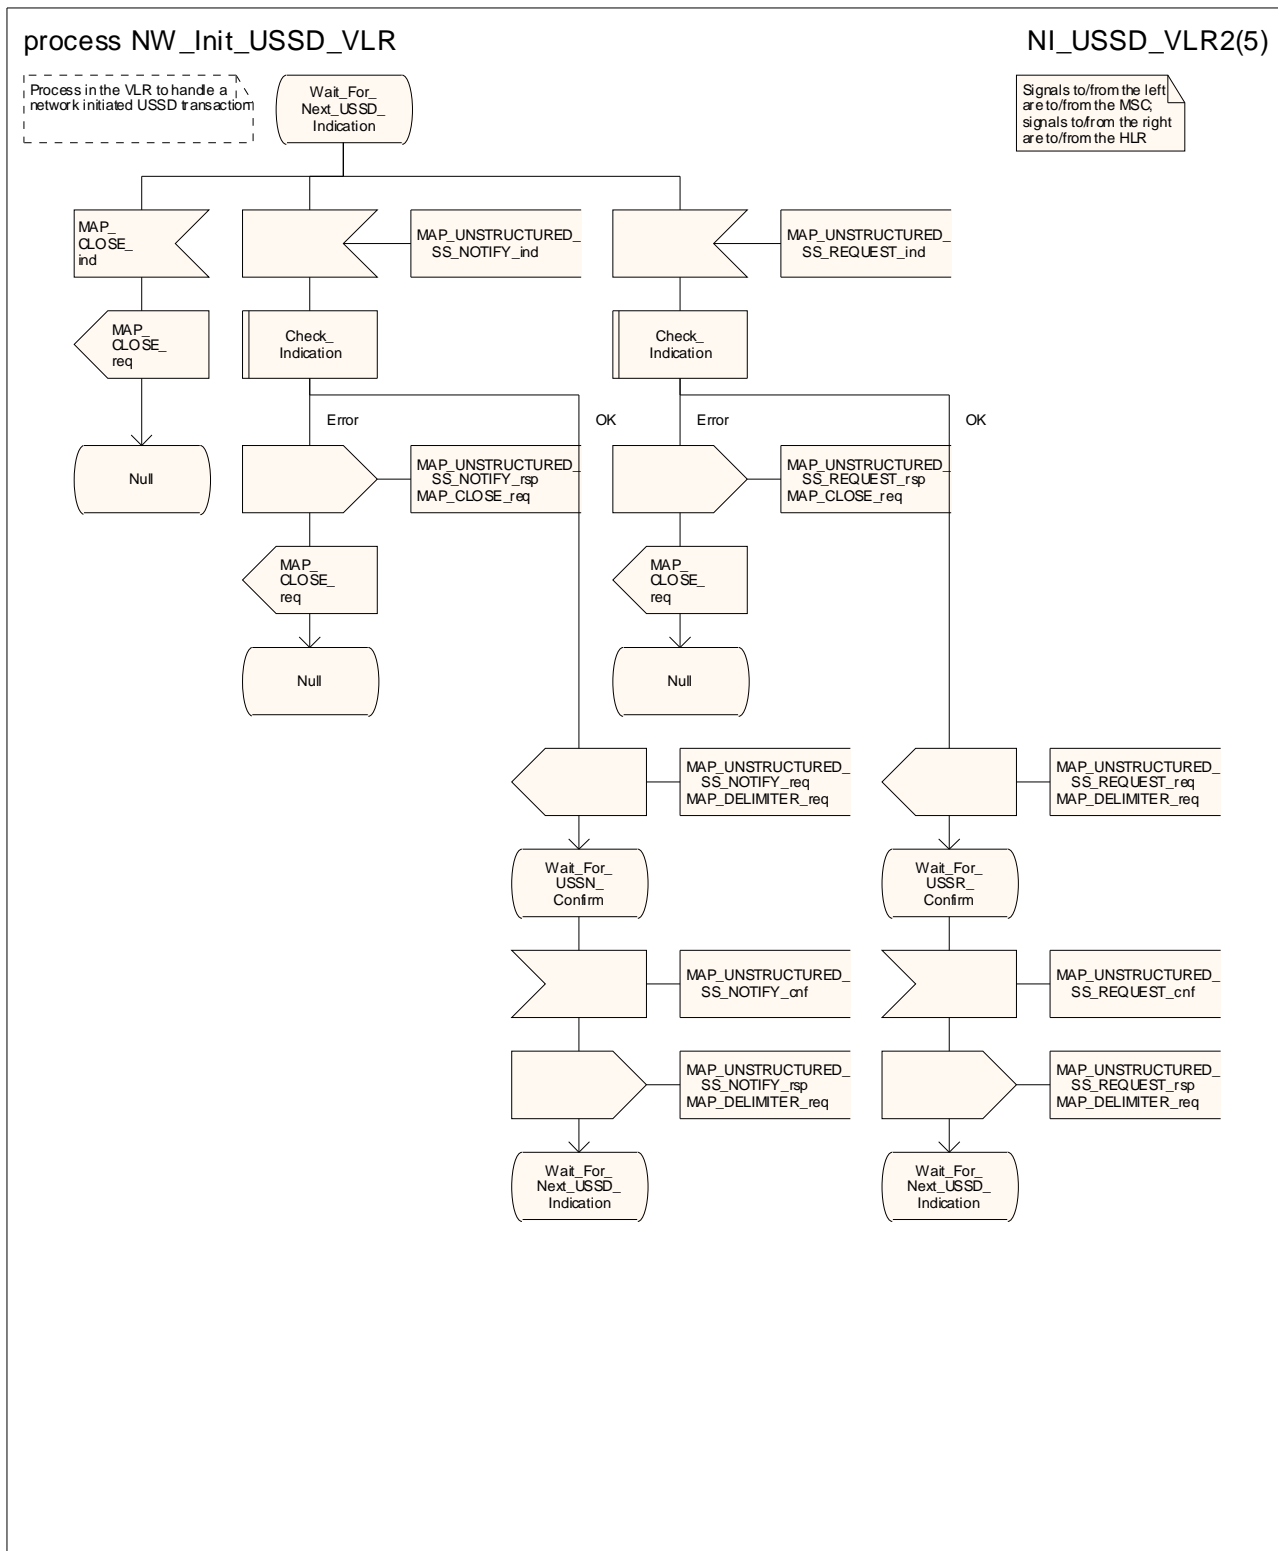 process NW_Init_USSD_VLR
NI_USSD_VLR2(5)
Process in the VLR to handle a
network initiated USSD transaction
Wait_For_
Next_USSD_
Indication
Signals to/from the left
are to/from the MSC;
signals to/from the right
are to/from the HLR
MAP_
CLOSE_
ind
MAP_UNSTRUCTURED_
SS_NOTIFY_ind
MAP_UNSTRUCTURED_
SS_REQUEST_ind
MAP_
CLOSE_
req
Check_
Indication
Check_
Indication
Error
OK
Error
OK
Null
MAP_UNSTRUCTURED_
SS_NOTIFY_rsp
MAP_CLOSE_req
MAP_UNSTRUCTURED_
SS_REQUEST_rsp
MAP_CLOSE_req
MAP_
CLOSE_
req
MAP_
CLOSE_
req
Null
Null
MAP_UNSTRUCTURED_
SS_NOTIFY_req
MAP_DELIMITER_req
MAP_UNSTRUCTURED_
SS_REQUEST_req
MAP_DELIMITER_req
Wait_For_
USSN_
Confirm
Wait_For_
USSR_
Confirm
MAP_UNSTRUCTURED_
SS_NOTIFY_cnf
MAP_UNSTRUCTURED_
SS_REQUEST_cnf
MAP_UNSTRUCTURED_
SS_NOTIFY_rsp
MAP_DELIMITER_req
MAP_UNSTRUCTURED_
SS_REQUEST_rsp
MAP_DELIMITER_req
Wait_For_
Next_USSD_
Indication
Wait_For_
Next_USSD_
Indication